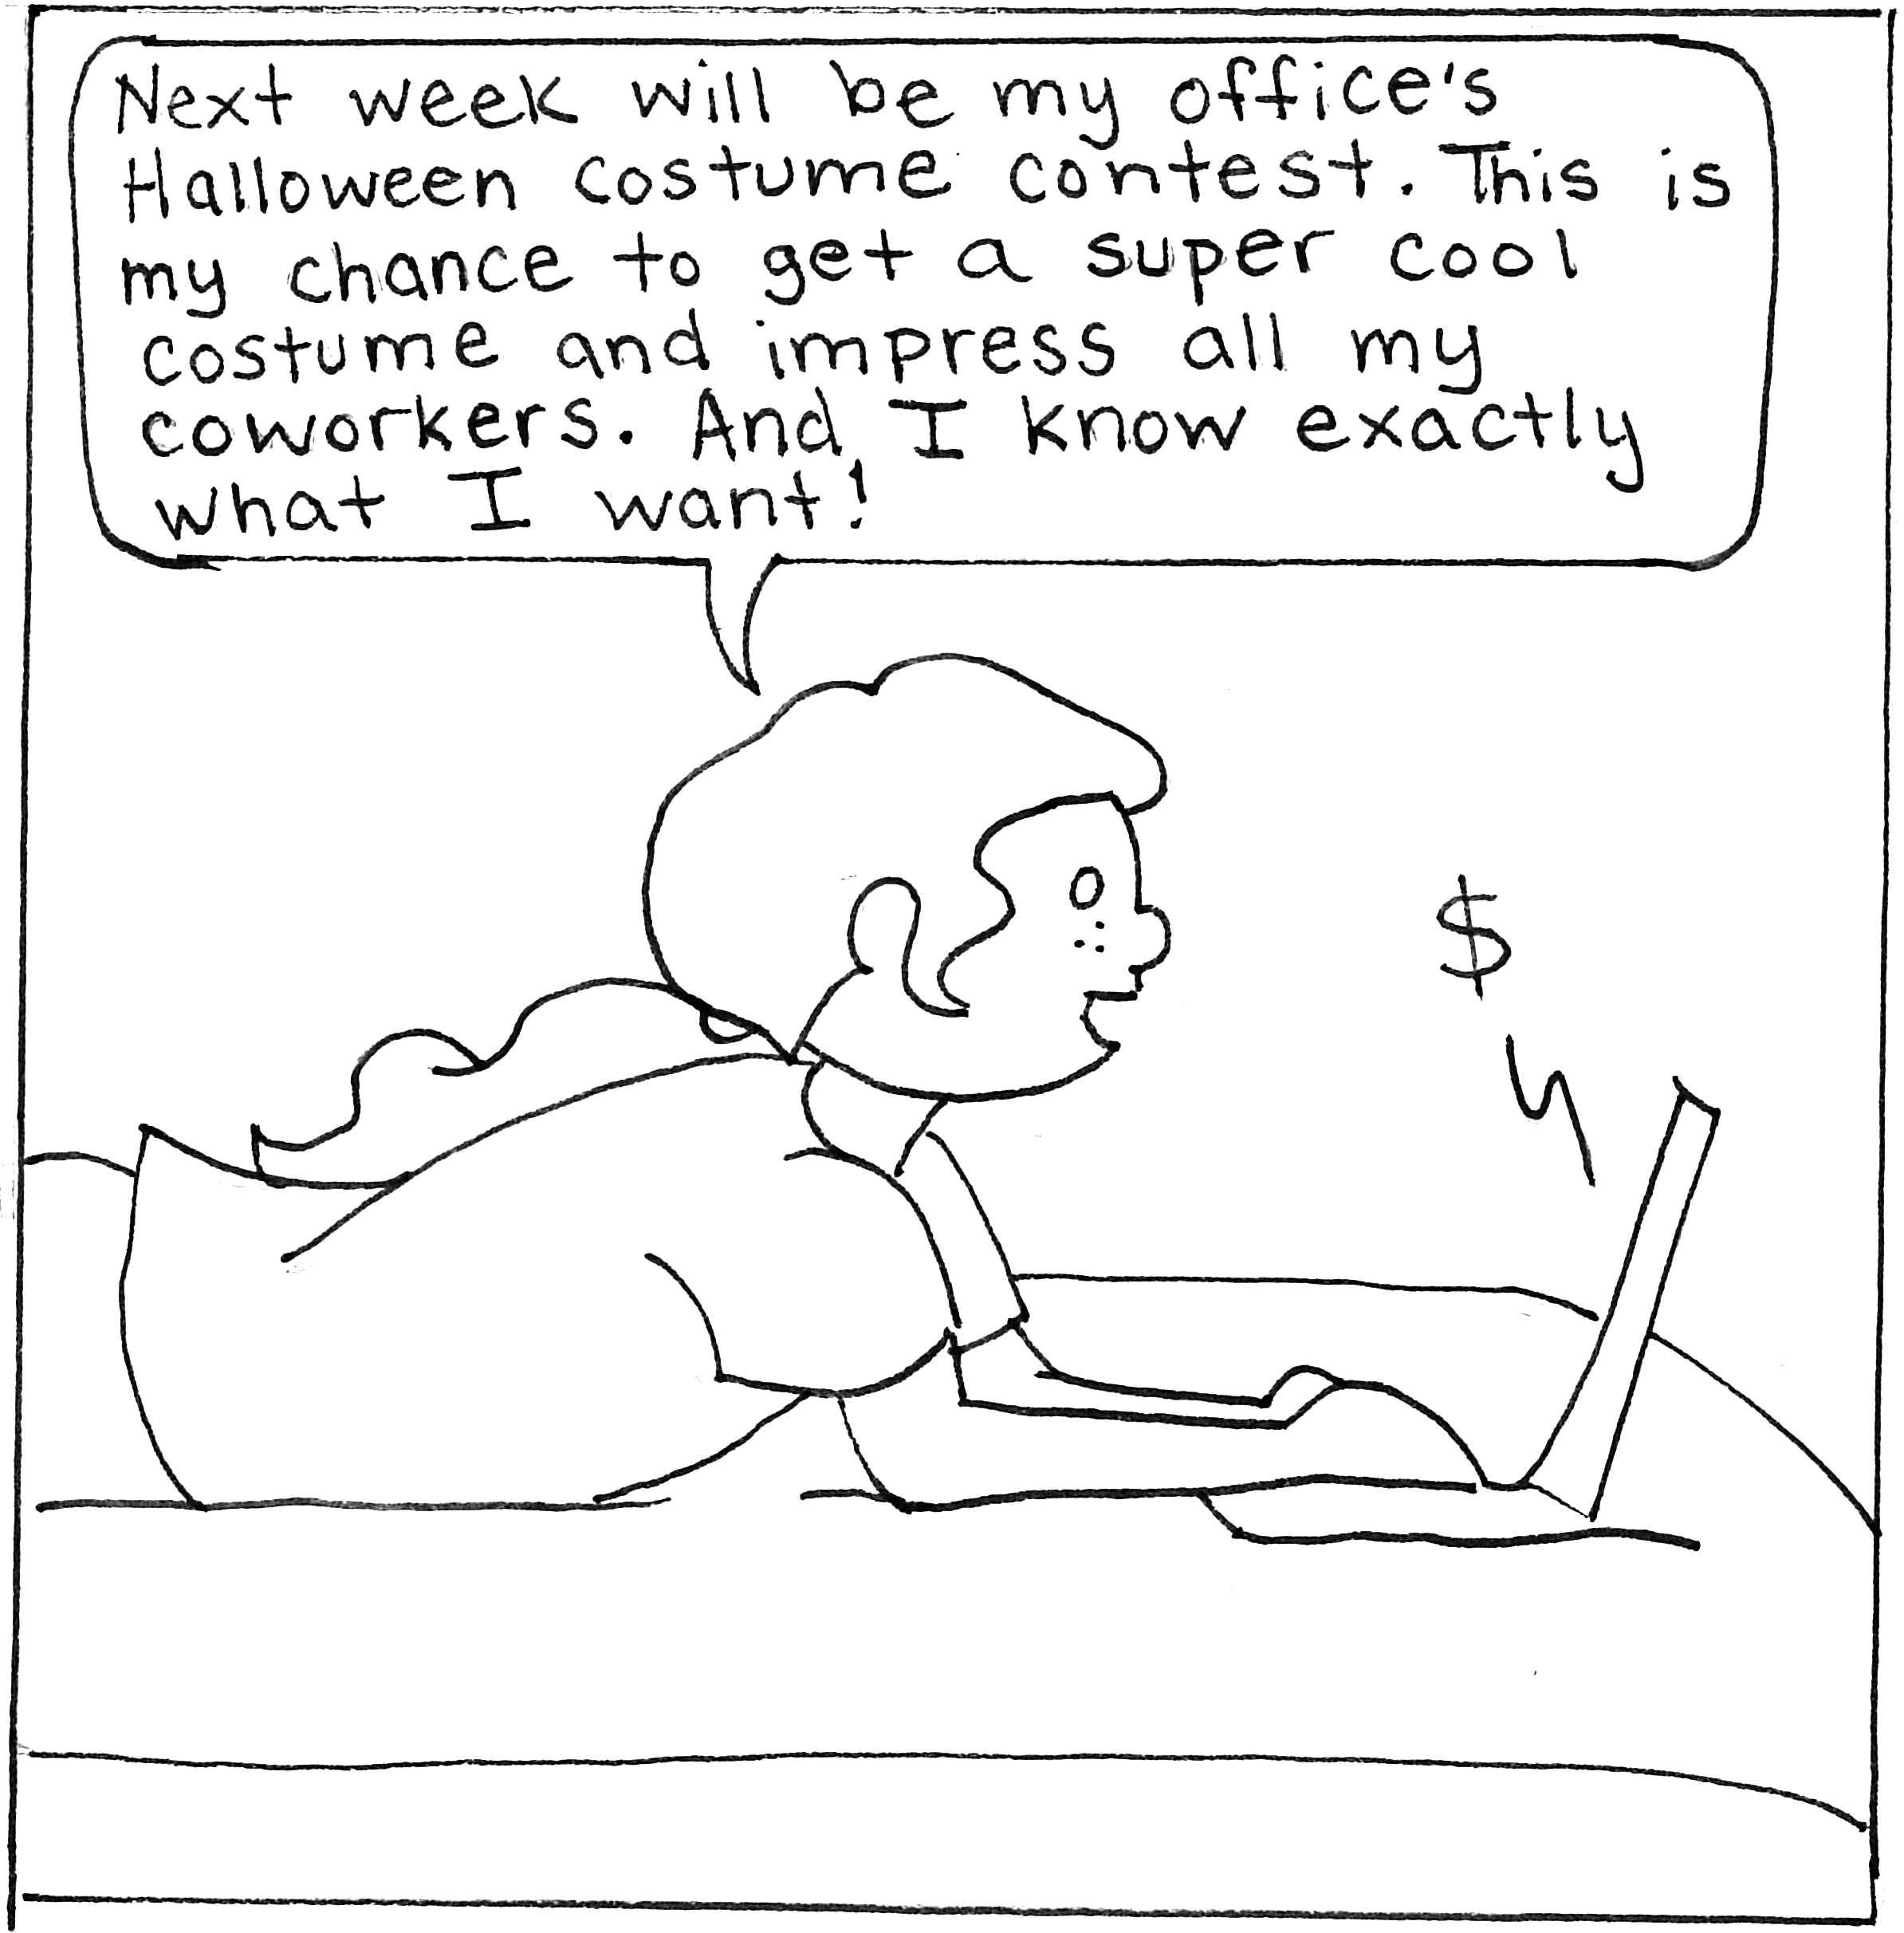 Next week will be my office's
Halloween costume contest. This is
my chance to get a super cool
costume and impress all my
coworkers. And I know exactly
what I want!
$